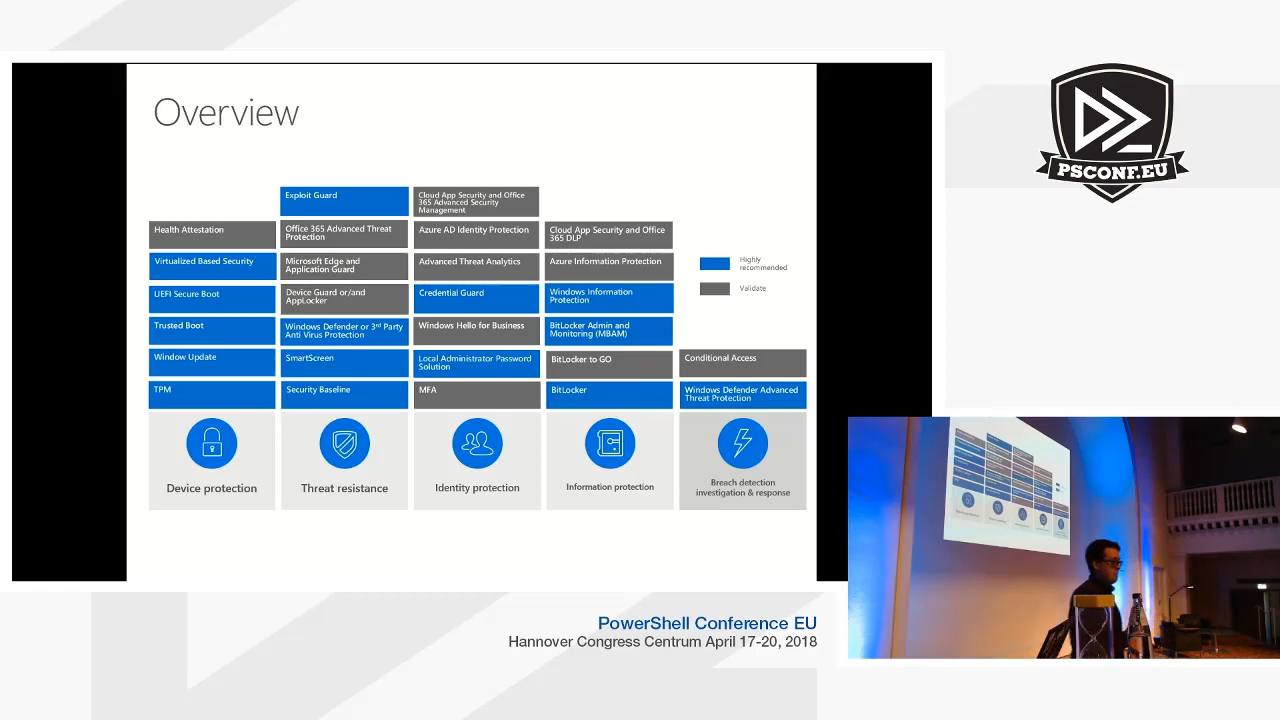 Overview
Exploit Guard
Cloud App Security and Office
365 Advanced Security
Management
Health Attestation
Office 365 Advanced Threat
Protection
Azure AD Identity Protection
Cloud App Security and Office
365 DLP
Virtualized Based Security
Microsoft Edge and
Application Guard
Advanced Threat Analytics
Azure Information Protection
Highly
recommended
UEFI Secure Boot
Device Guard or/and
AppLocker
Credential Guard
Windows Information
Protection
Validate
Trusted Boot
Windows Defender or 3rd Party
Anti Virus Protection
Windows Hello for Business
BitLocker Admin and
Monitoring (MBAM)
Window Update
SmartScreen
Local Administrator Password
Solution
BitLocker to GO
Conditional Access
TPM
Security Baseline
MFA
BitLocker
Windows Defender Advanced
Threat Protection
Device protection
Threat resistance
Identity protection
Information protection
Breach detection
investigation & response
PSCONF.EU
PowerShell Conference EU
Hannover Congress Centrum April 17-20, 2018